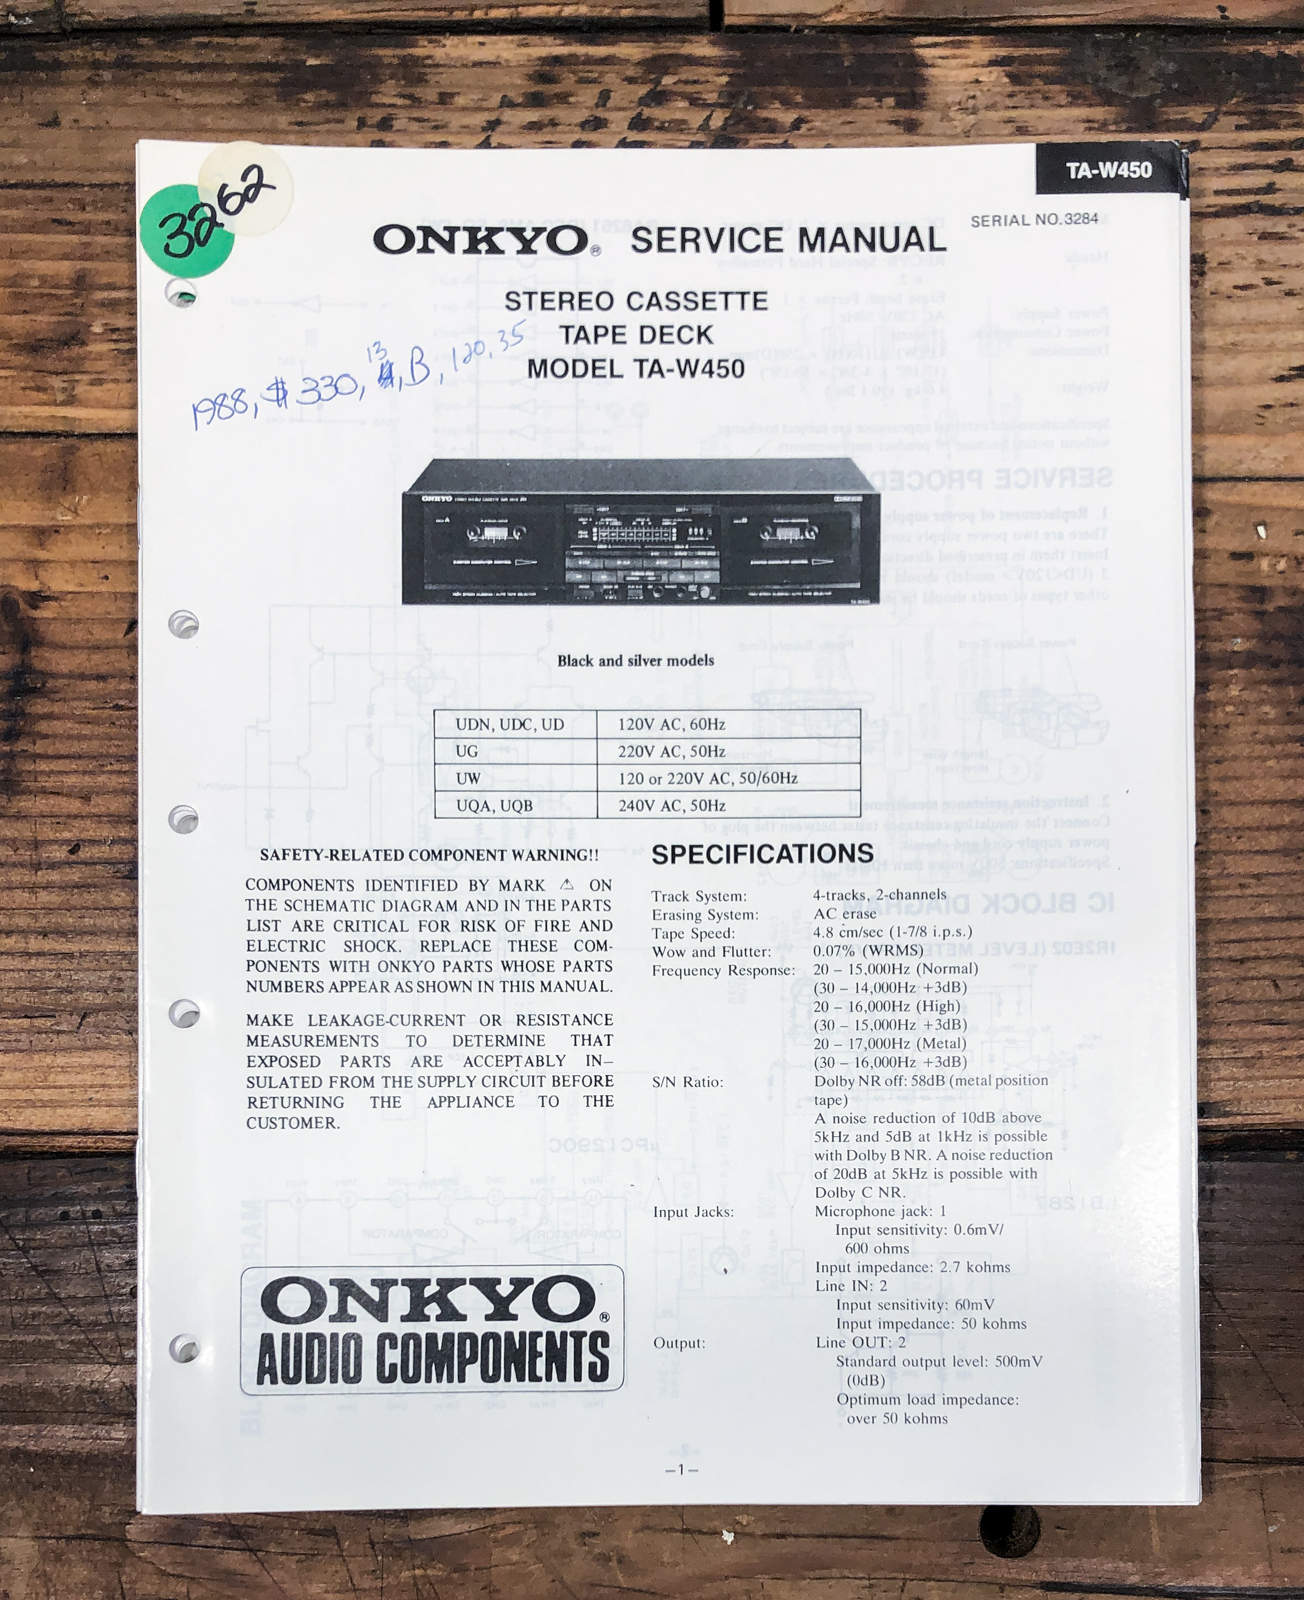 TA-W450
3262
SERIAL NO.3284
ONKYO® SERVICE MANUAL
STEREO CASSETTE
TAPE DECK
MODEL TA-W450
1988, $330, 13, B, 120, 35
ONKYO
Black and silver models
UDN, UDC, UD 120V AC, 60Hz
UG 220V AC, 50Hz
UW 120 or 220V AC, 50/60Hz
UQA, UQB 240V AC, 50Hz
SAFETY-RELATED COMPONENT WARNING!!
COMPONENTS IDENTIFIED BY MARK ⚠ ON
THE SCHEMATIC DIAGRAM AND IN THE PARTS
LIST ARE CRITICAL FOR RISK OF FIRE AND
ELECTRIC SHOCK. REPLACE THESE COM-
PONENTS WITH ONKYO PARTS WHOSE PARTS
NUMBERS APPEAR AS SHOWN IN THIS MANUAL.
MAKE LEAKAGE-CURRENT OR RESISTANCE
MEASUREMENTS TO DETERMINE THAT
EXPOSED PARTS ARE ACCEPTABLY IN–
SULATED FROM THE SUPPLY CIRCUIT BEFORE
RETURNING THE APPLIANCE TO THE
CUSTOMER.
ONKYO®
AUDIO COMPONENTS
SPECIFICATIONS
Track System: 4-tracks, 2-channels
Erasing System: AC erase
Tape Speed: 4.8 cm/sec (1-7/8 i.p.s.)
Wow and Flutter: 0.07% (WRMS)
Frequency Response: 20 – 15,000Hz (Normal)
(30 – 14,000Hz +3dB)
20 – 16,000Hz (High)
(30 – 15,000Hz +3dB)
20 – 17,000Hz (Metal)
(30 – 16,000Hz +3dB)
S/N Ratio: Dolby NR off: 58dB (metal position
tape)
A noise reduction of 10dB above
5kHz and 5dB at 1kHz is possible
with Dolby B NR. A noise reduction
of 20dB at 5kHz is possible with
Dolby C NR.
Input Jacks: Microphone jack: 1
Input sensitivity: 0.6mV/
600 ohms
Input impedance: 2.7 kohms
Line IN: 2
Input sensitivity: 60mV
Input impedance: 50 kohms
Output: Line OUT: 2
Standard output level: 500mV
(0dB)
Optimum load impedance:
over 50 kohms
–1–